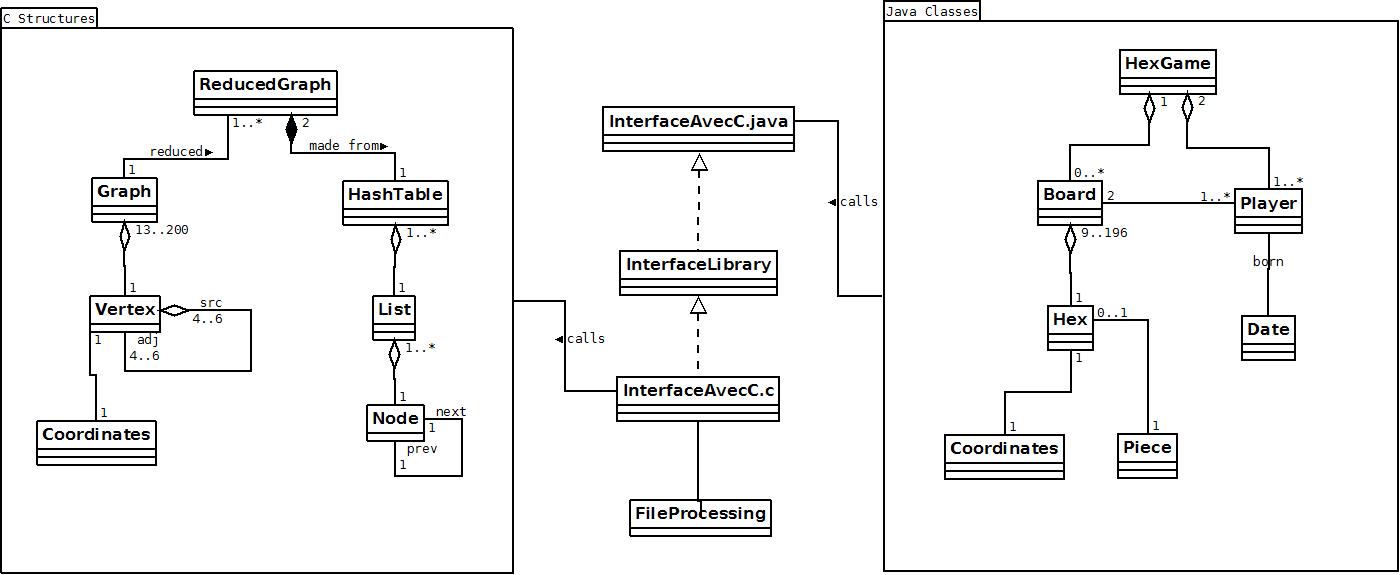 C Structures
ReducedGraph
1..*
2
reduced►
made from►
1
1
Graph
HashTable
13..200
1..*
1
1
Vertex
src
4..6
List
1
adj
4..6
1..*
1
1
Node
next
1
Coordinates
prev
1
InterfaceAvecC.java
◄calls
InterfaceLibrary
◄calls
InterfaceAvecC.c
FileProcessing
Java Classes
HexGame
1
2
0..*
1..*
Board
2
1..*
Player
9..196
born
1
Hex
0..1
Date
1
1
1
Coordinates
Piece